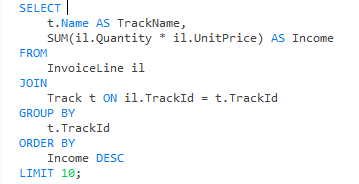 SELECT
t.Name AS TrackName,
SUM(il.Quantity * il.UnitPrice) AS Income
FROM
InvoiceLine il
JOIN
Track t ON il.TrackId = t.TrackId
GROUP BY
t.TrackId
ORDER BY
Income DESC
LIMIT 10;